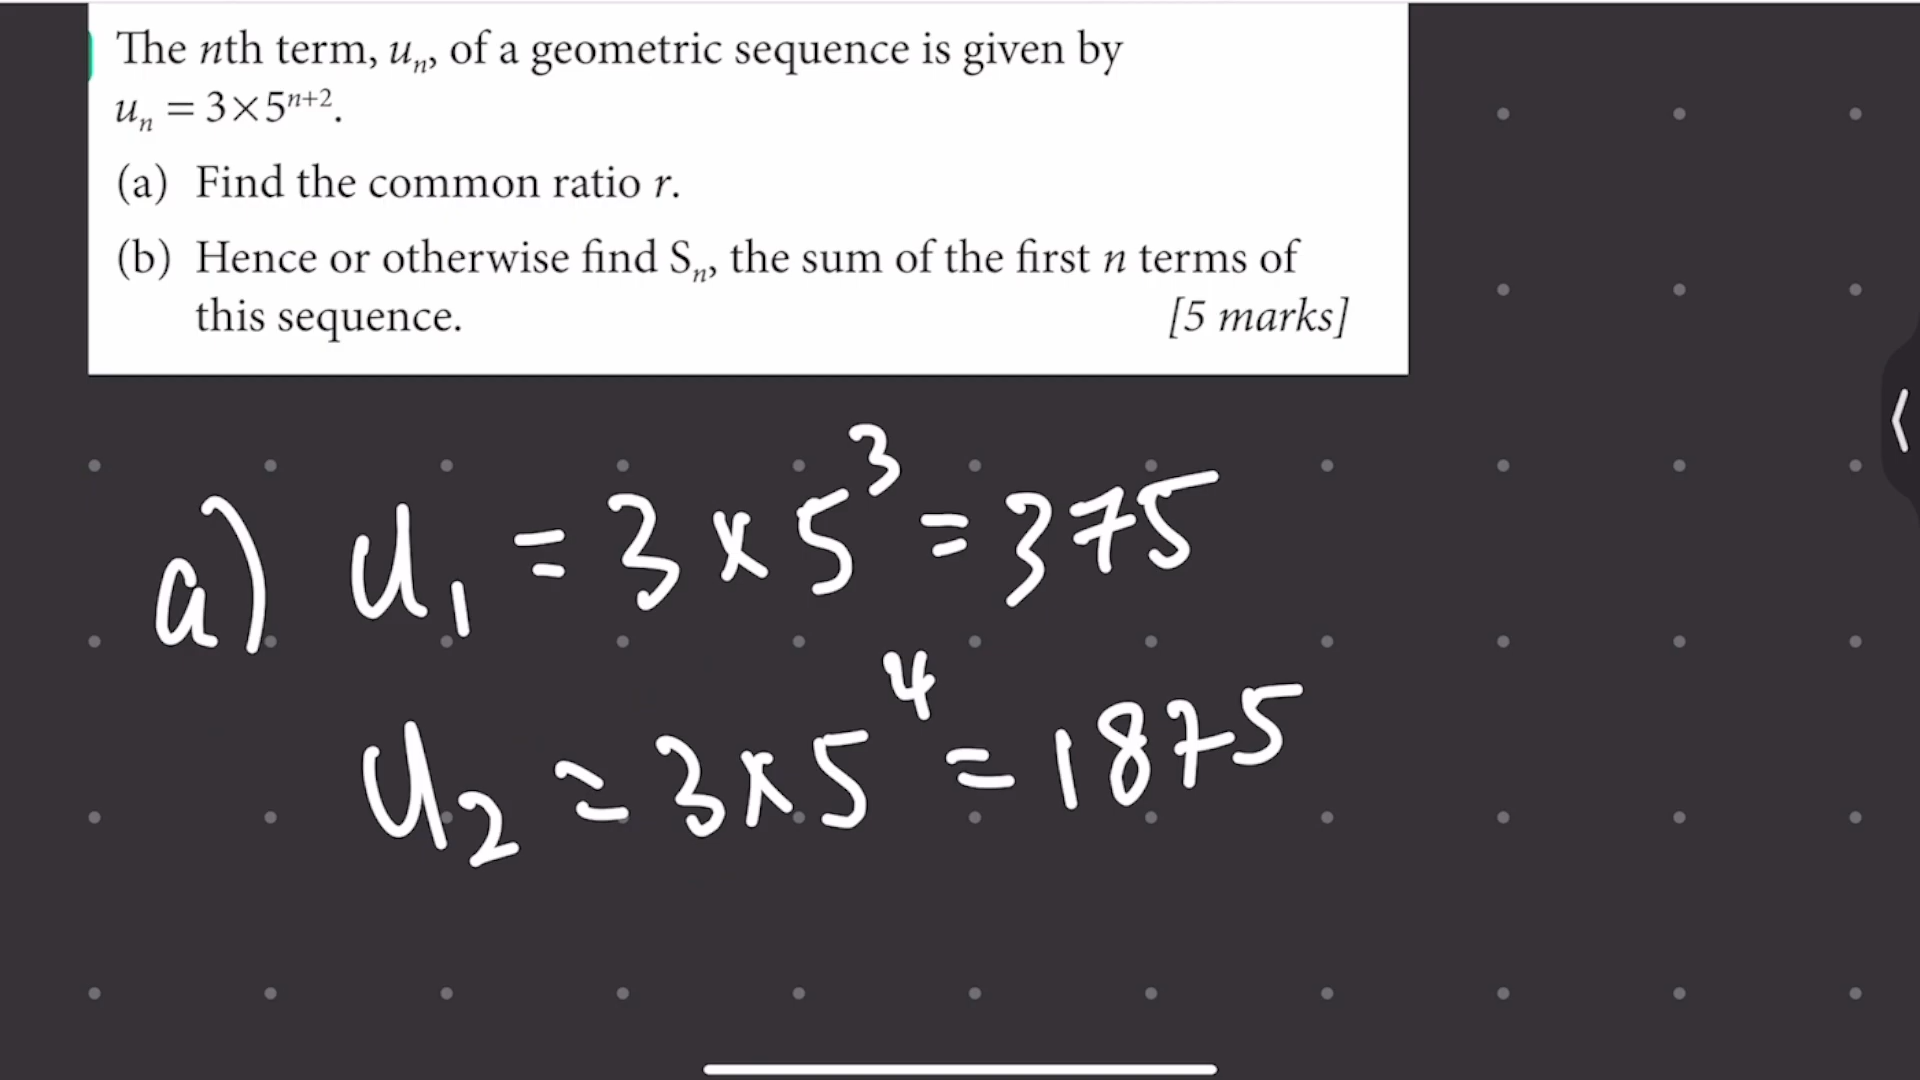 The nth term, uₙ, of a geometric sequence is given by
uₙ = 3×5ⁿ⁺².
(a) Find the common ratio r.
(b) Hence or otherwise find Sₙ, the sum of the first n terms of
this sequence. [5 marks]
a) u₁ = 3 × 5³ = 375
u₂ = 3 × 5⁴ = 1875